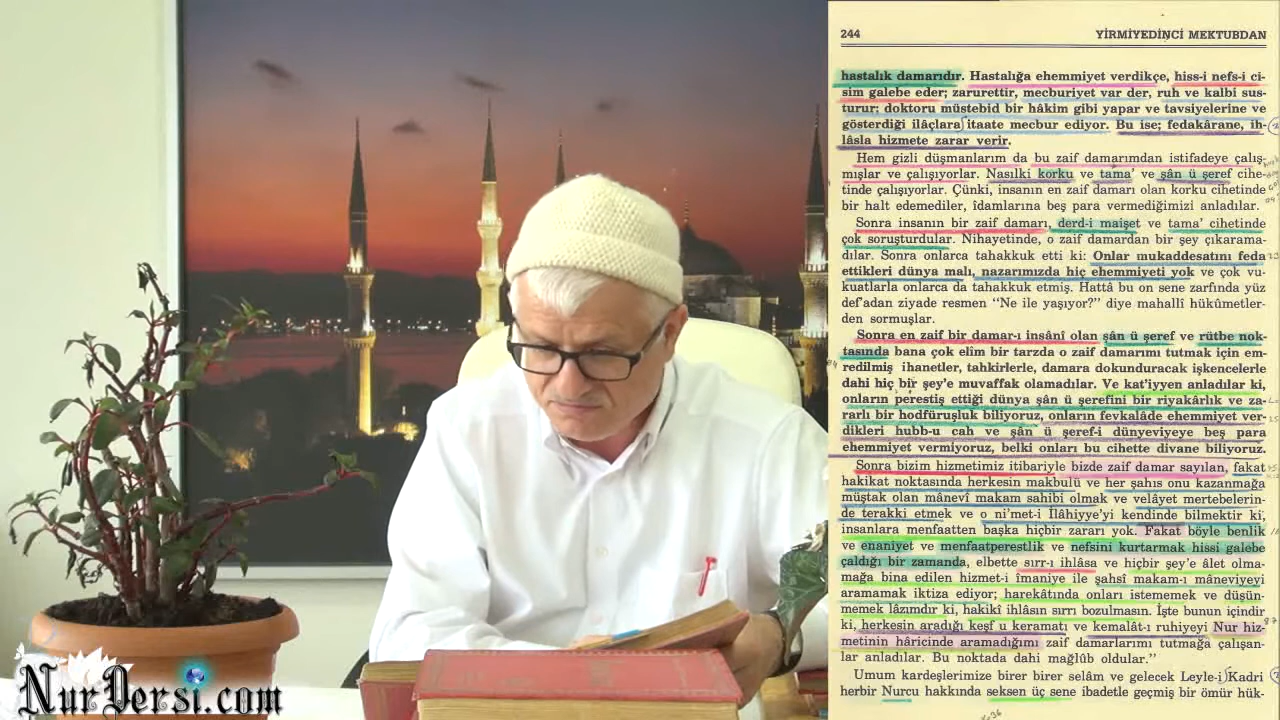 244 YİRMİYEDİNCİ MEKTUBDAN
hastalık damarıdır. Hastalığa ehemmiyet verdikçe, hiss-i nefs-i ci-
sim galebe eder; zarurettir, mecburiyet var der, ruh ve kalbi sus-
turur; doktoru müstebid bir hâkim gibi yapar ve tavsiyelerine ve
gösterdiği ilâçlara itaate mecbur ediyor. Bu ise; fedakârane, ih-
lâsla hizmete zarar verir.
Hem gizli düşmanlarım da bu zaif damarımdan istifadeye çalış-
mışlar ve çalışıyorlar. Nasılki korku ve tama' ve şân ü şeref cihe-
tinde çalışıyorlar. Çünki, insanın en zaif damarı olan korku cihetinde
bir halt edemediler, îdamlarına beş para vermediğimizi anladılar.
Sonra insanın bir zaif damarı, derd-i maişet ve tama' cihetinde
çok soruşturdular. Nihayetinde, o zaif damardan bir şey çıkarama-
dılar. Sonra onlarca tahakkuk etti ki: Onlar mukaddesatını feda
ettikleri dünya malı, nazarımızda hiç ehemmiyeti yok ve çok vu-
kuatlarla onlarca da tahakkuk etmiş. Hattâ bu on sene zarfında yüz
def'adan ziyade resmen "Ne ile yaşıyor?" diye mahallî hükûmetler-
den sormuşlar.
Sonra en zaif bir damar-ı insânî olan şân ü şeref ve rütbe nok-
tasında bana çok elîm bir tarzda o zaif damarımı tutmak için em-
redilmiş ihanetler, tahkirlerle, damara dokunduracak işkencelerle
dahi hiç bir şey'e muvaffak olamadılar. Ve kat'iyyen anladılar ki,
onların perestiş ettiği dünya şân ü şerefini bir riyakârlık ve za-
rarlı bir hodfüruşluk biliyoruz, onların fevkalâde ehemmiyet ver-
dikleri hubb-u cah ve şân ü şeref-i dünyeviyeye beş para
ehemmiyet vermiyoruz, belki onları bu cihette divane biliyoruz.
Sonra bizim hizmetimiz itibariyle bizde zaif damar sayılan, fakat
hakikat noktasında herkesin makbulü ve her şahıs onu kazanmağa
müştak olan mânevî makam sahibi olmak ve velâyet mertebelerin-
de terakki etmek ve o ni'met-i İlâhiyye'yi kendinde bilmektir ki,
insanlara menfaatten başka hiçbir zararı yok. Fakat böyle benlik
ve enaniyet ve menfaatperestlik ve nefsini kurtarmak hissi galebe
çaldığı bir zamanda, elbette sırr-ı ihlâsa ve hiçbir şey'e âlet olma-
mağa bina edilen hizmet-i îmaniye ile şahsî makam-ı mâneviyeyi
aramamak iktiza ediyor; harekâtında onları istememek ve düşün-
memek lâzımdır ki, hakikî ihlâsın sırrı bozulmasın. İşte bunun içindir
ki, herkesin aradığı keşf u keramatı ve kemalât-ı ruhiyeyi Nur hiz-
metinin hâricinde aramadığımı zaif damarlarımı tutmağa çalışan-
lar anladılar. Bu noktada dahi mağlûb oldular."
Umum kardeşlerimize birer birer selâm ve gelecek Leyle-i Kadri
herbir Nurcu hakkında seksen üç sene ibadetle geçmiş bir ömür hük-
NurDersi.com